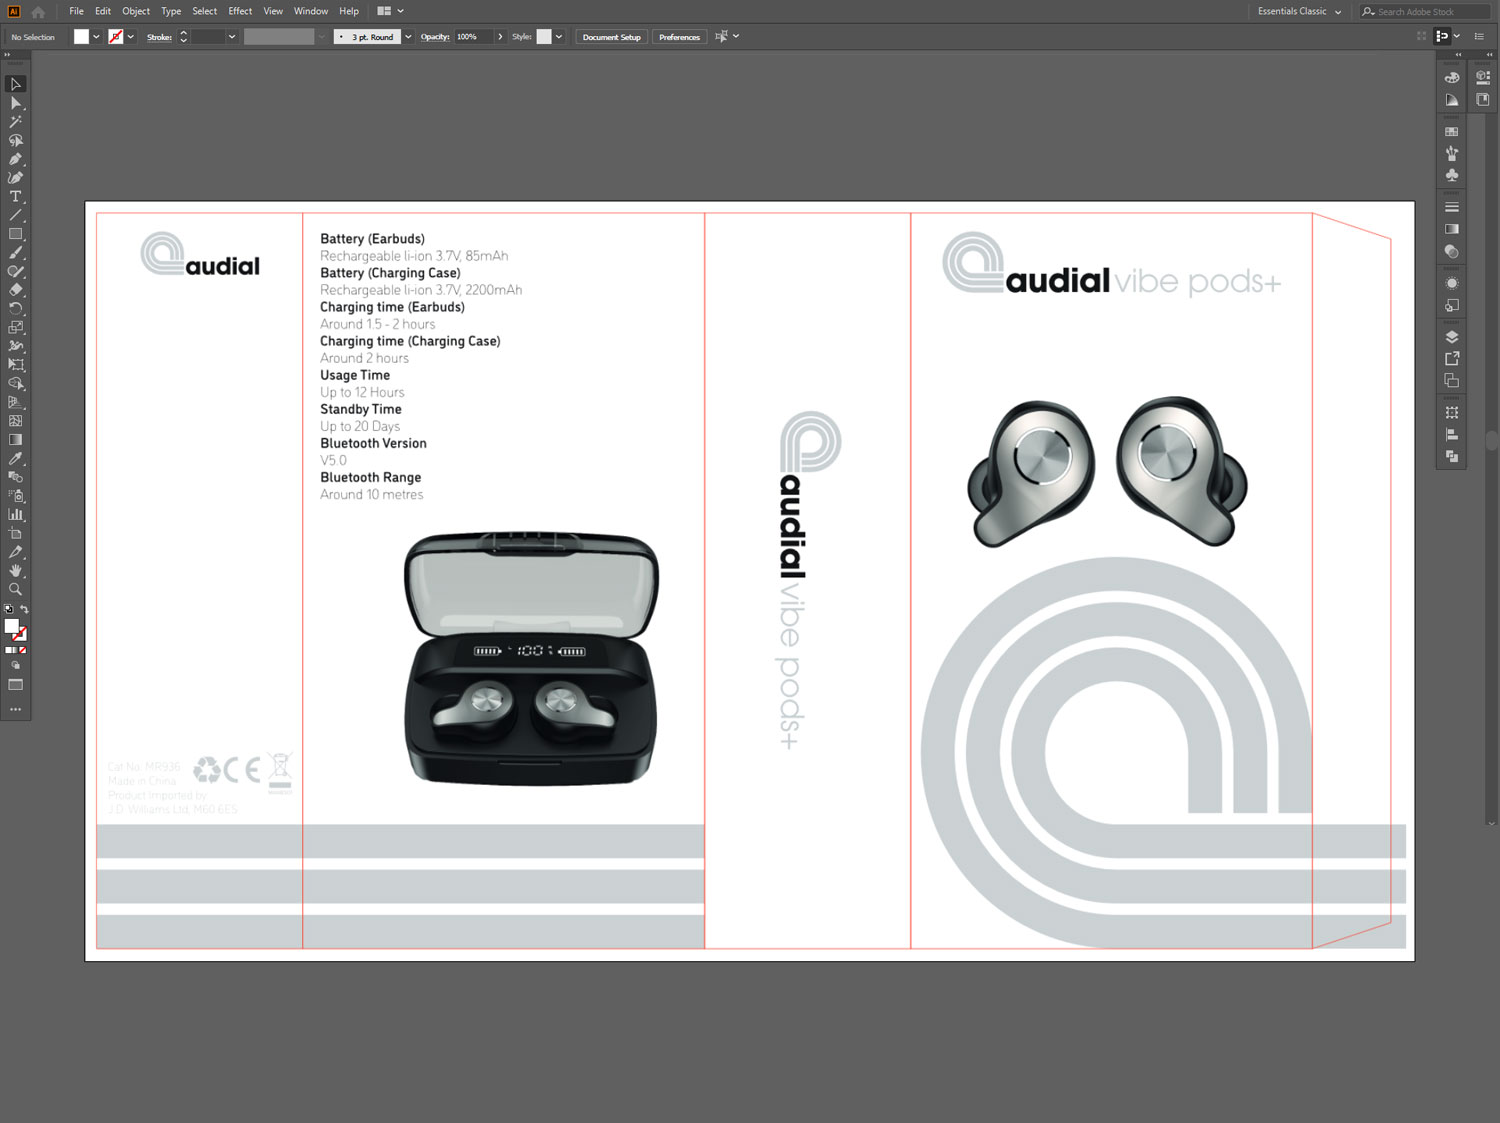 Ai File Edit Object Type Select Effect View Window Help
Essentials Classic
Search Adobe Stock
No Selection
Stroke:
3 pt. Round
Opacity: 100%
Style:
Document Setup
Preferences
audial
Cat No. MR936
Made in China
Product Imported by
J.D. Williams Ltd, M60 6ES
CE
Battery (Earbuds)
Rechargeable li-ion 3.7V, 85mAh
Battery (Charging Case)
Rechargeable li-ion 3.7V, 2200mAh
Charging time (Earbuds)
Around 1.5 - 2 hours
Charging time (Charging Case)
Around 2 hours
Usage Time
Up to 12 Hours
Standby Time
Up to 20 Days
Bluetooth Version
V5.0
Bluetooth Range
Around 10 metres
100
audial vibe pods+
audial vibe pods+